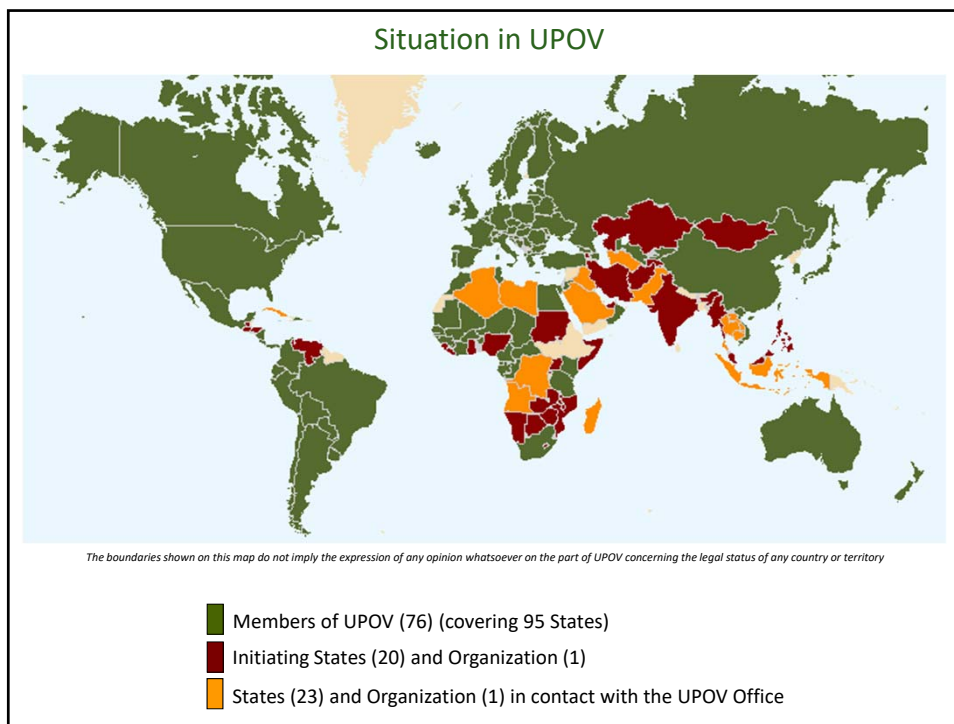 Situation in UPOV
The boundaries shown on this map do not imply the expression of any opinion whatsoever on the part of UPOV concerning the legal status of any country or territory
Members of UPOV (76) (covering 95 States)
Initiating States (20) and Organization (1)
States (23) and Organization (1) in contact with the UPOV Office